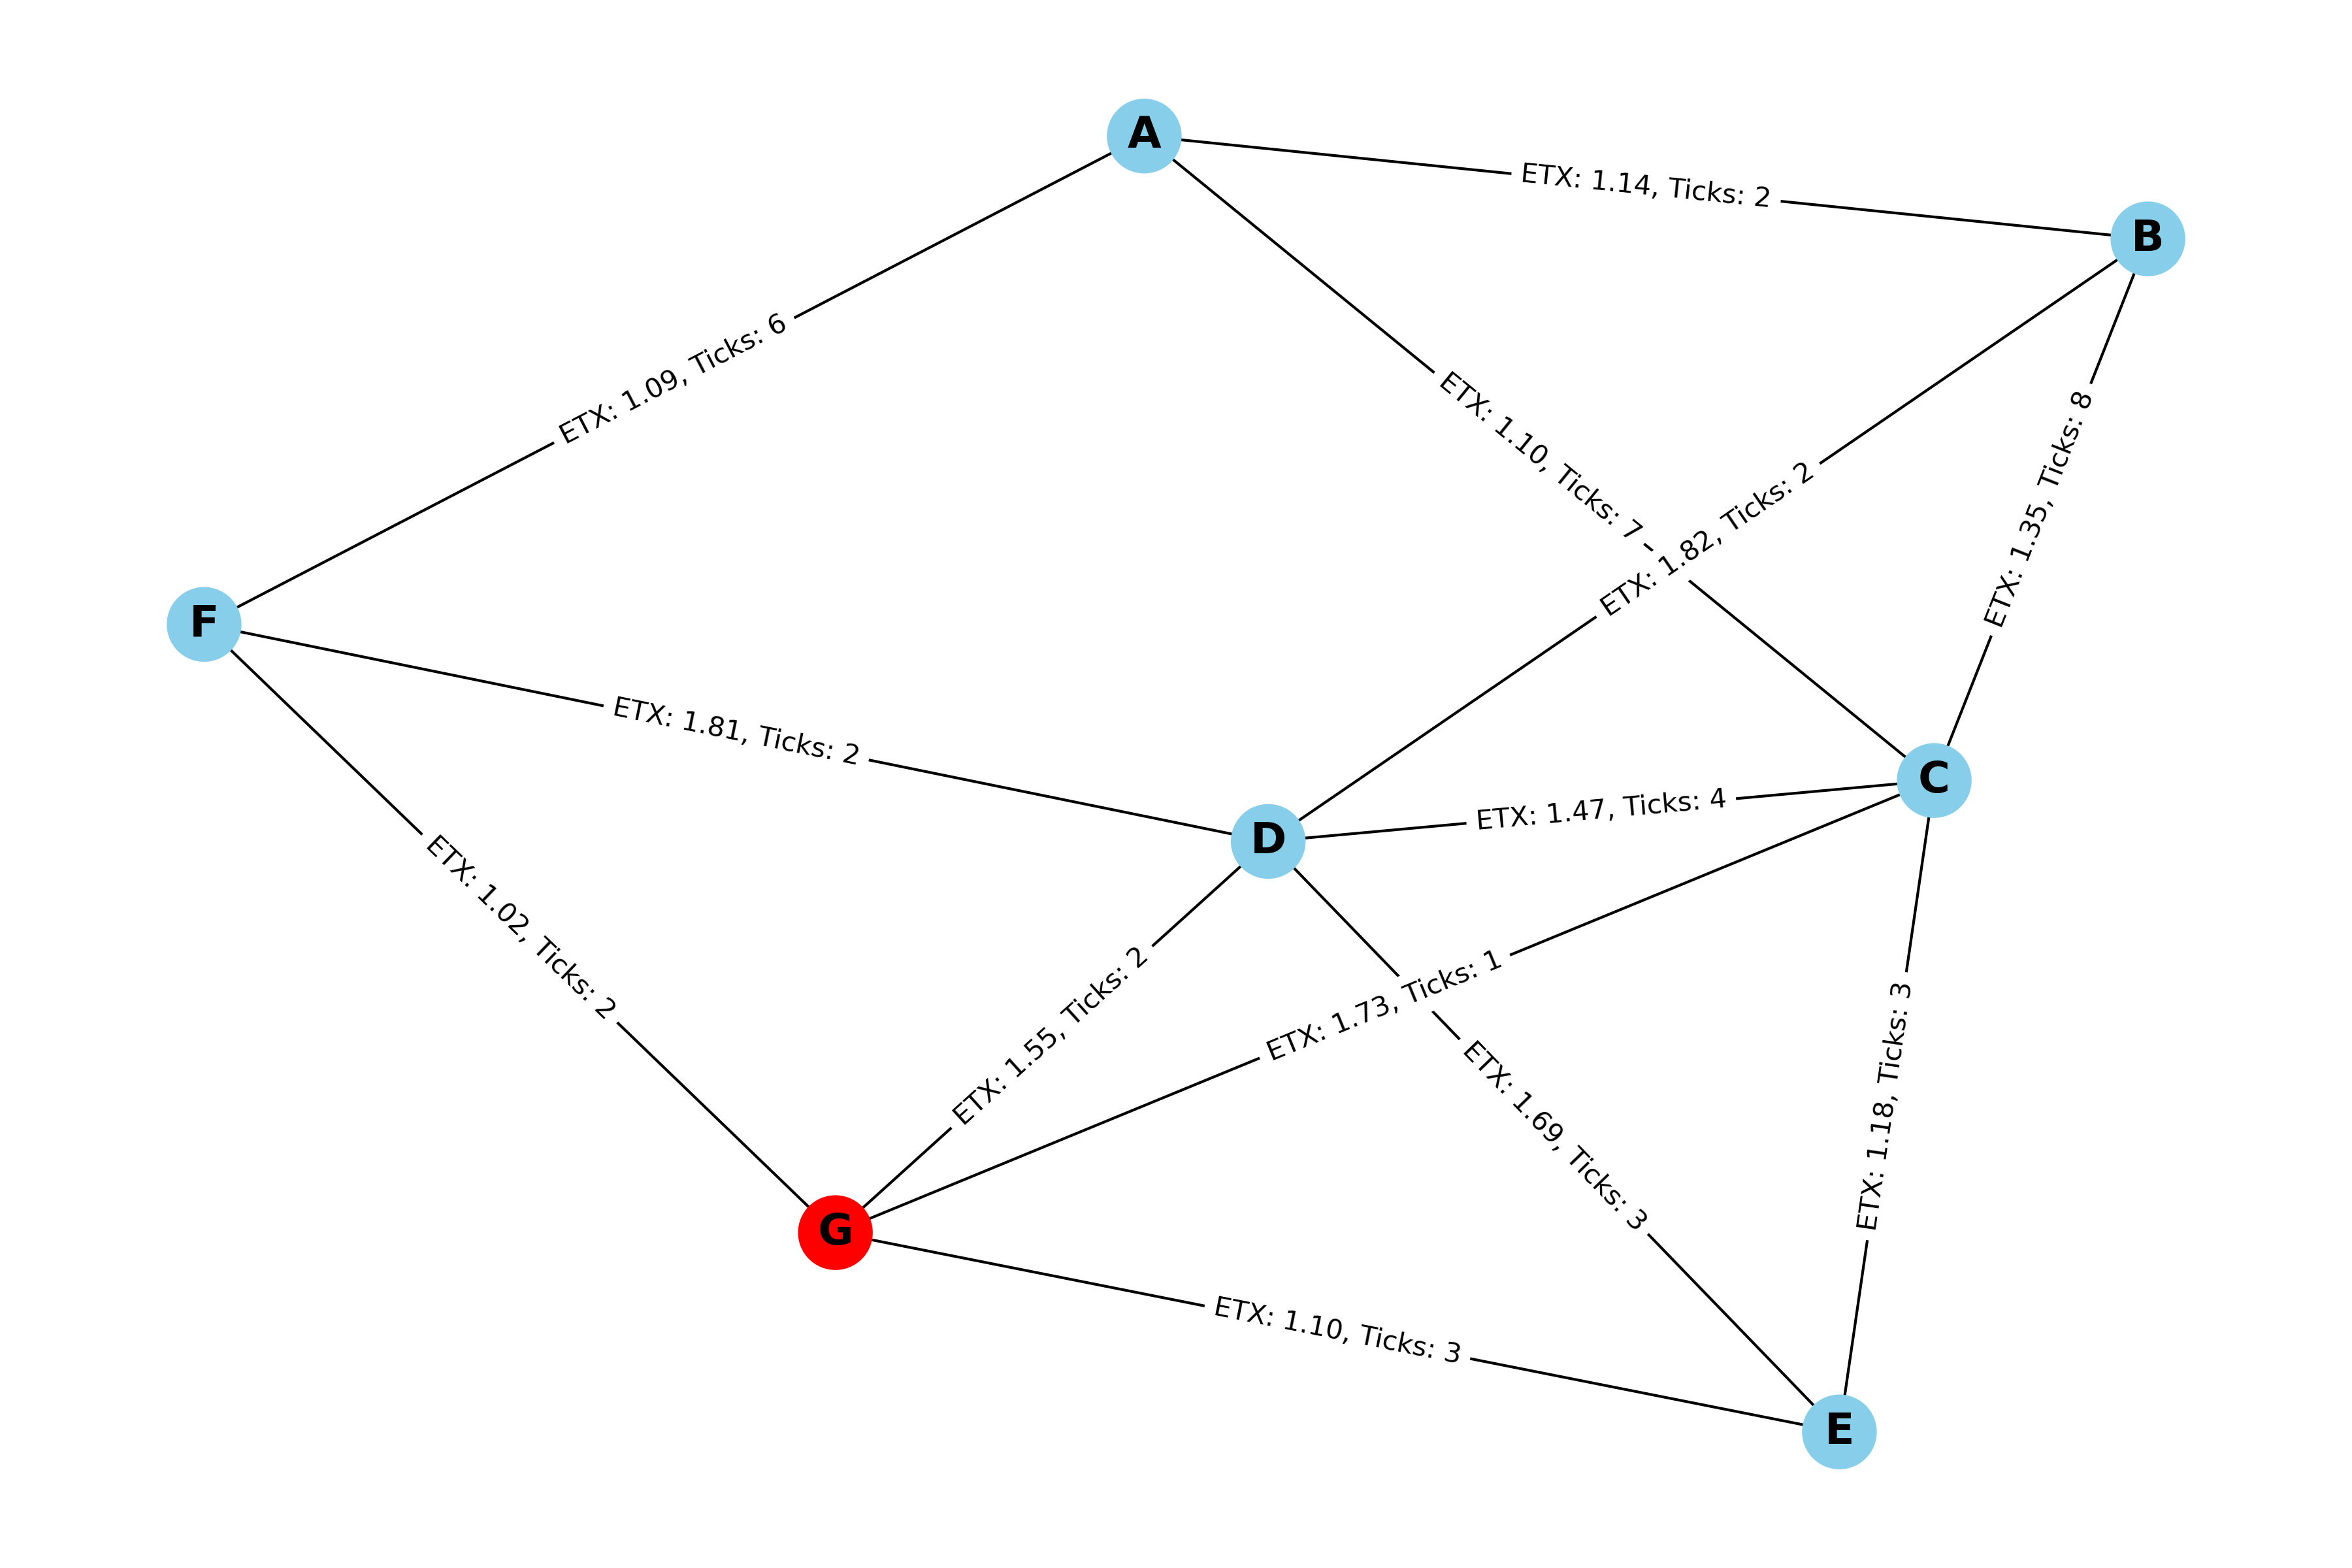 A
ETX: 1.14, Ticks: 2
B
ETX: 1.09, Ticks: 6
ETX: 1.10, Ticks: 7
ETX: 1.82, Ticks: 2
ETX: 1.35, Ticks: 8
F
ETX: 1.81, Ticks: 2
C
ETX: 1.47, Ticks: 4
D
ETX: 1.02, Ticks: 2
ETX: 1.55, Ticks: 2
ETX: 1.73, Ticks: 1
ETX: 1.69, Ticks: 3
ETX: 1.18, Ticks: 3
G
ETX: 1.10, Ticks: 3
E